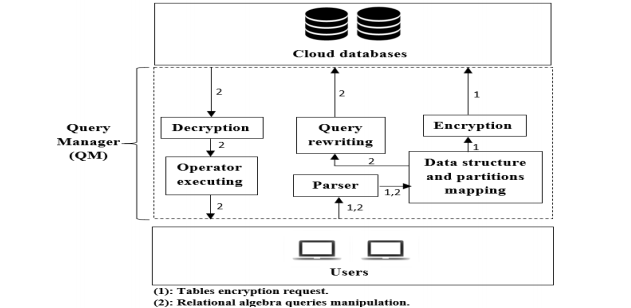 Cloud databases
2
2
1
Query
Manager
(QM)
Decryption
Query
rewriting
Encryption
2
2
1
Operator
executing
Data structure
and partitions
mapping
Parser
1,2
2
1,2
Users
(1): Tables encryption request.
(2): Relational algebra queries manipulation.